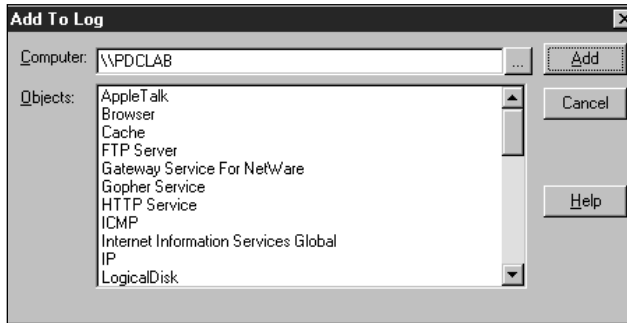 Add To Log
Computer: \\PDCLAB ... Add
Objects: AppleTalk Cancel
Browser
Cache
FTP Server
Gateway Service For NetWare
Gopher Service
HTTP Service Help
ICMP
Internet Information Services Global
IP
LogicalDisk